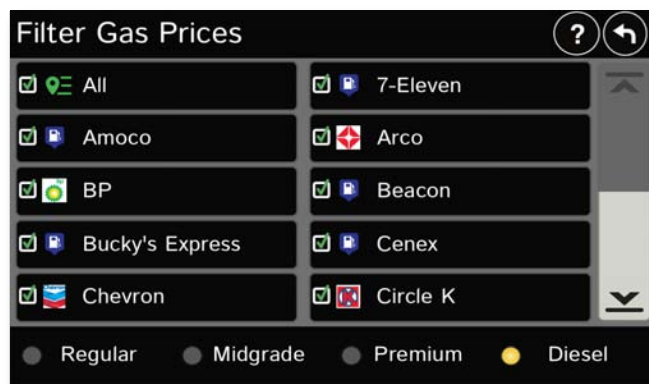 Filter Gas Prices ?
All 7-Eleven
Amoco Arco
BP Beacon
Bucky's Express Cenex
Chevron Circle K
Regular Midgrade Premium Diesel